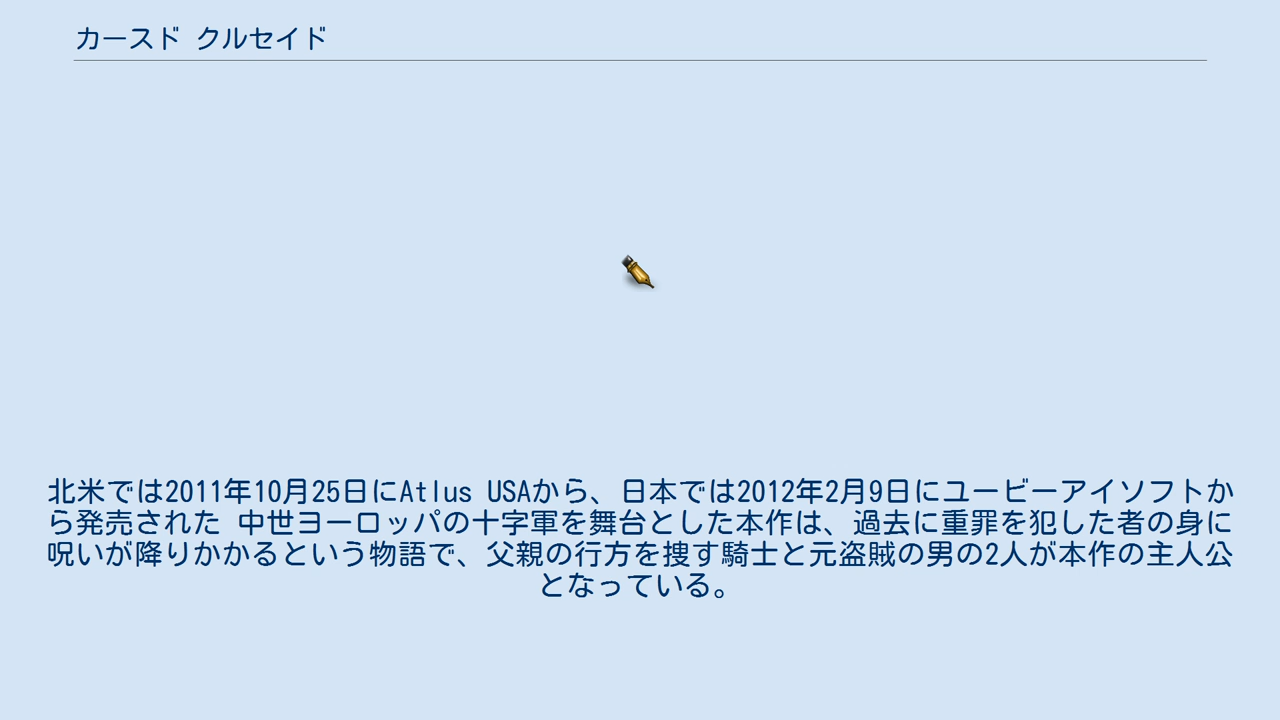 カースド クルセイド
北米では2011年10月25日にAtlus USAから、日本では2012年2月9日にユービーアイソフトか
ら発売された 中世ヨーロッパの十字軍を舞台とした本作は、過去に重罪を犯した者の身に
呪いが降りかかるという物語で、父親の行方を捜す騎士と元盗賊の男の2人が本作の主人公
となっている。